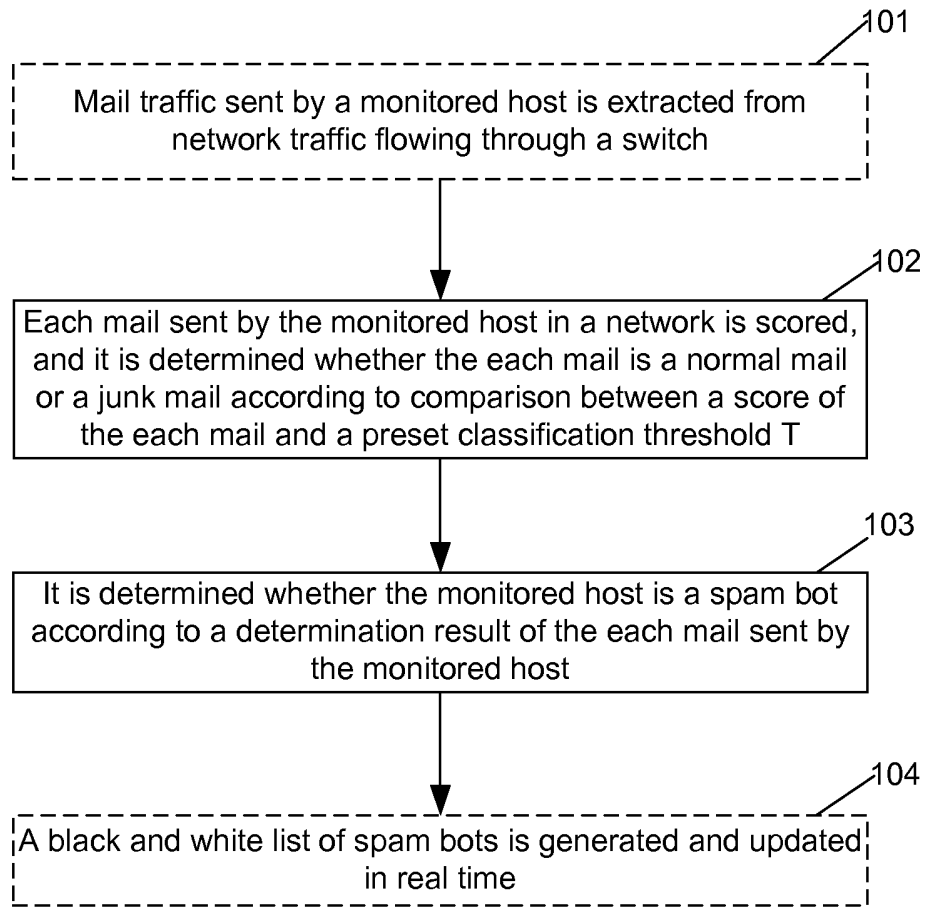 101
Mail traffic sent by a monitored host is extracted from
network traffic flowing through a switch
102
Each mail sent by the monitored host in a network is scored,
and it is determined whether the each mail is a normal mail
or a junk mail according to comparison between a score of
the each mail and a preset classification threshold T
103
It is determined whether the monitored host is a spam bot
according to a determination result of the each mail sent by
the monitored host
104
A black and white list of spam bots is generated and updated
in real time